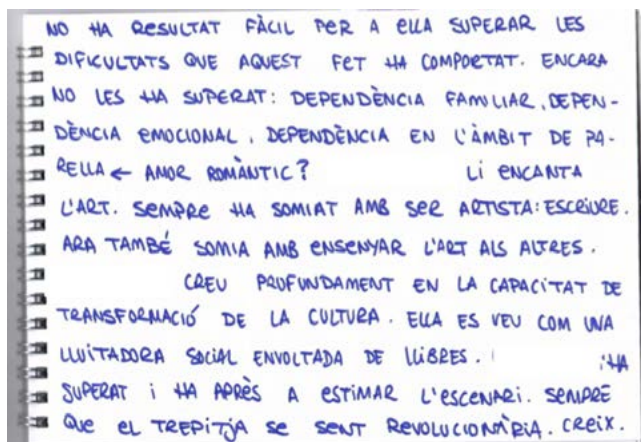 NO HA RESULTAT FÀCIL PER A ELLA SUPERAR LES
DIFICULTATS QUE AQUEST FET HA COMPORTAT. ENCARA
NO LES HA SUPERAT: DEPENDÈNCIA FAMILIAR, DEPEN-
DÈNCIA EMOCIONAL, DEPENDÈNCIA EN L'ÀMBIT DE PA-
RELLA ← AMOR ROMÀNTIC? LI ENCANTA
L'ART. SEMPRE HA SOMIAT AMB SER ARTISTA: ESCRIURE.
ARA TAMBÉ SOMIA AMB ENSENYAR L'ART ALS ALTRES.
CREU PROFUNDAMENT EN LA CAPACITAT DE
TRANSFORMACIÓ DE LA CULTURA. ELLA ES VEU COM UNA
LLUITADORA SOCIAL ENVOLTADA DE LLIBRES. HA
SUPERAT i HA APRÈS A ESTIMAR L'ESCENARI. SEMPRE
QUE EL TREPITJA SE SENT REVOLUCIONÀRIA. CREIX.